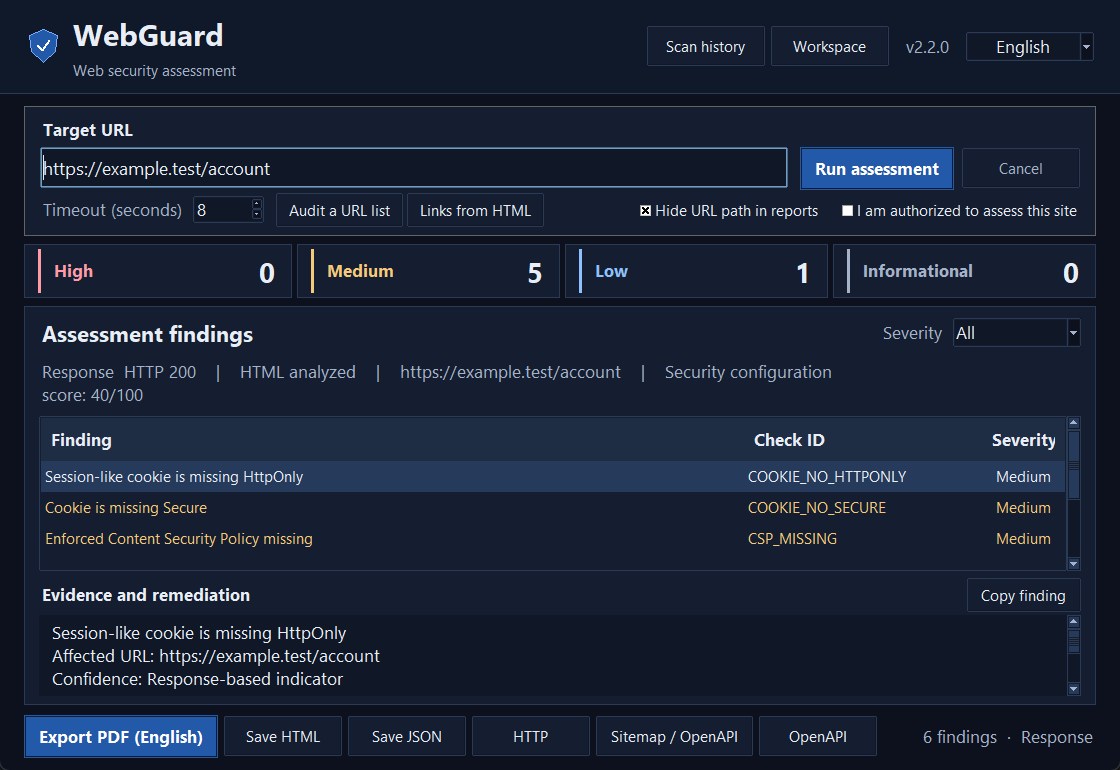 WebGuard
Web security assessment
Scan history
Workspace
v2.2.0
English
Target URL
https://example.test/account
Run assessment
Cancel
Timeout (seconds)
8
Audit a URL list
Links from HTML
Hide URL path in reports
I am authorized to assess this site
High 0
Medium 5
Low 1
Informational 0
Assessment findings
Severity All
Response HTTP 200 | HTML analyzed | https://example.test/account | Security configuration
score: 40/100
Finding Check ID Severity
Session-like cookie is missing HttpOnly COOKIE_NO_HTTPONLY Medium
Cookie is missing Secure COOKIE_NO_SECURE Medium
Enforced Content Security Policy missing CSP_MISSING Medium
Evidence and remediation
Copy finding
Session-like cookie is missing HttpOnly
Affected URL: https://example.test/account
Confidence: Response-based indicator
Export PDF (English)
Save HTML
Save JSON
HTTP
Sitemap / OpenAPI
OpenAPI
6 findings · Response